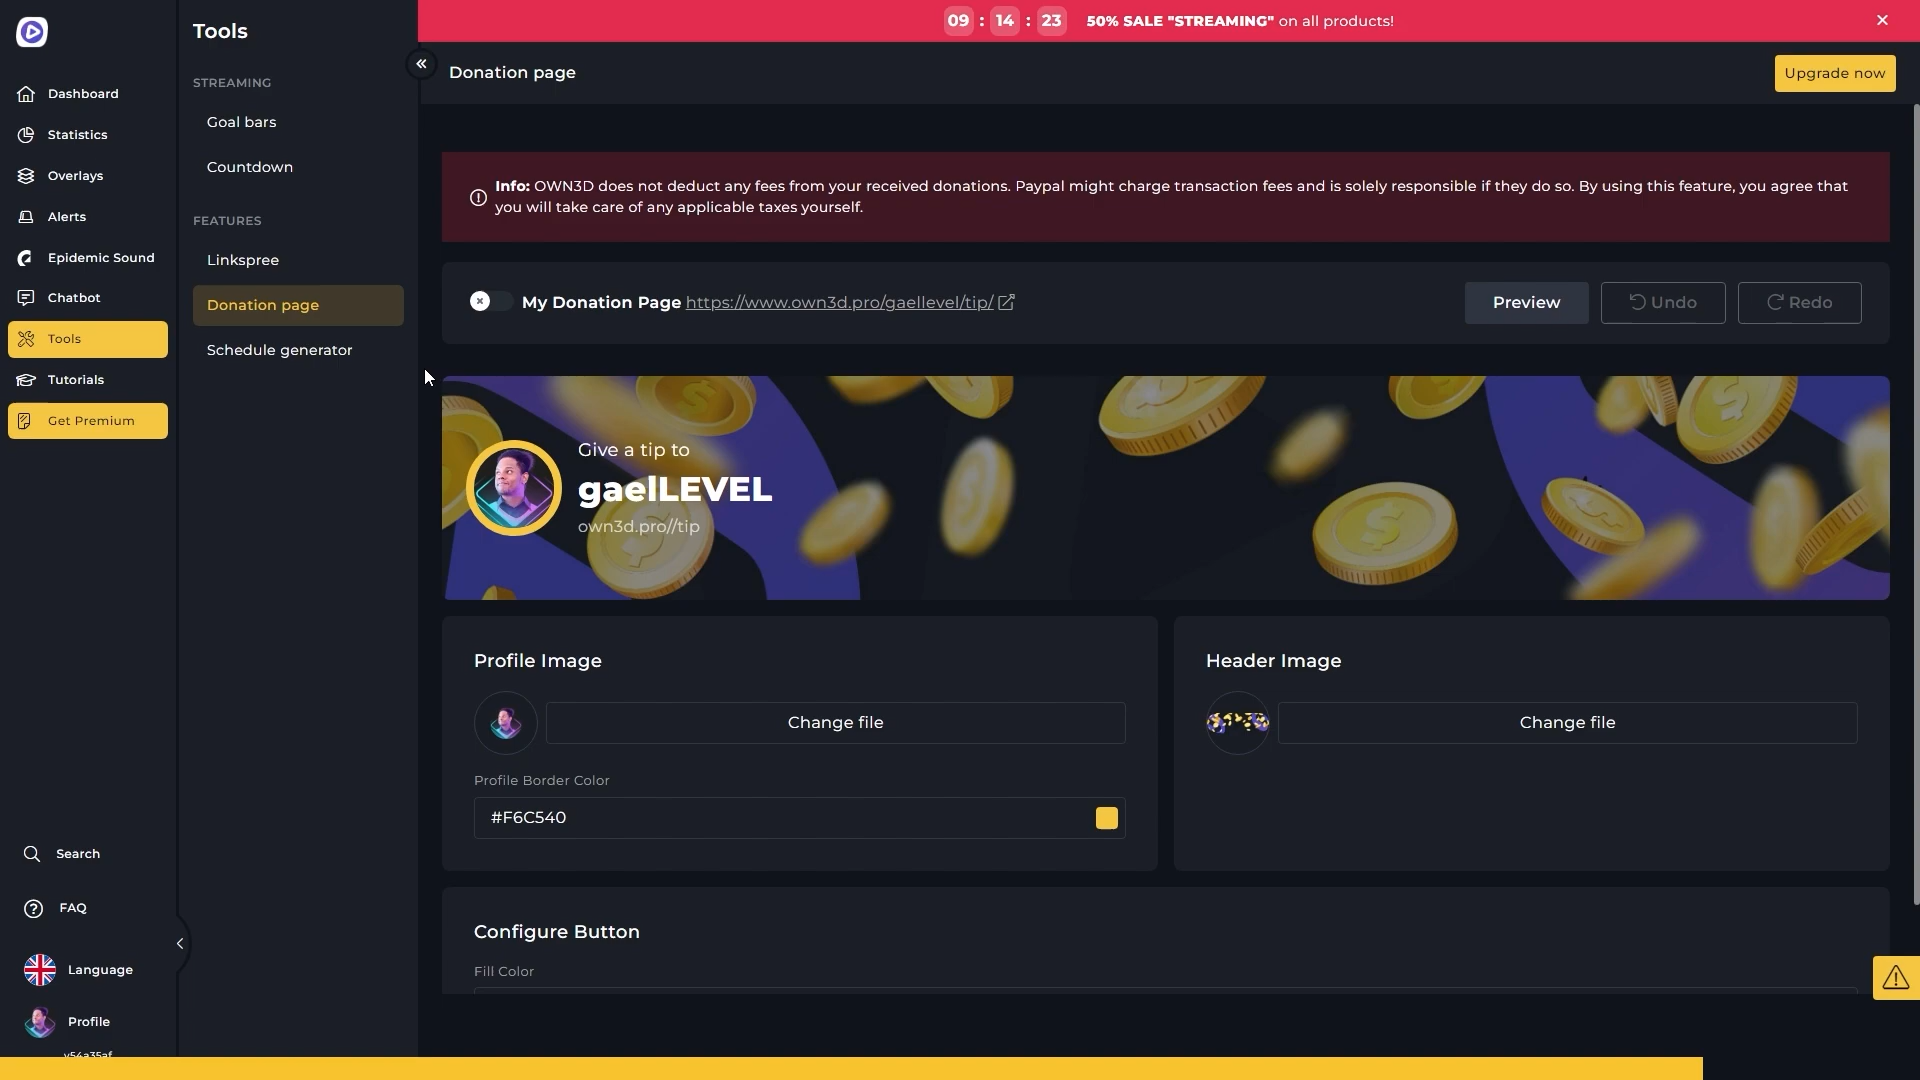 Dashboard
Statistics
Overlays
Alerts
Epidemic Sound
Chatbot
Tools
Tutorials
Get Premium
Search
FAQ
Language
Profile
v54a35af
Tools
STREAMING
Goal bars
Countdown
FEATURES
Linkspree
Donation page
Schedule generator
09 : 14 : 23 50% SALE "STREAMING" on all products!
Donation page
Upgrade now
Info: OWN3D does not deduct any fees from your received donations. Paypal might charge transaction fees and is solely responsible if they do so. By using this feature, you agree that
you will take care of any applicable taxes yourself.
My Donation Page https://www.own3d.pro/gaellevel/tip/
Preview
Undo
Redo
Give a tip to
gaelLEVEL
own3d.pro//tip
Profile Image
Change file
Profile Border Color
#F6C540
Header Image
Change file
Configure Button
Fill Color